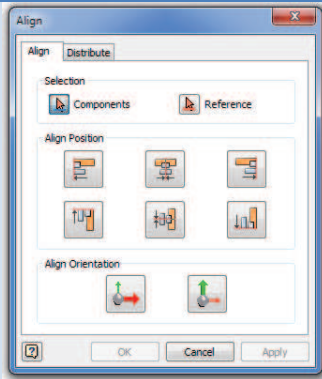 Align
Align Distribute
Selection
Components Reference
Align Position
Align Orientation
? OK Cancel Apply